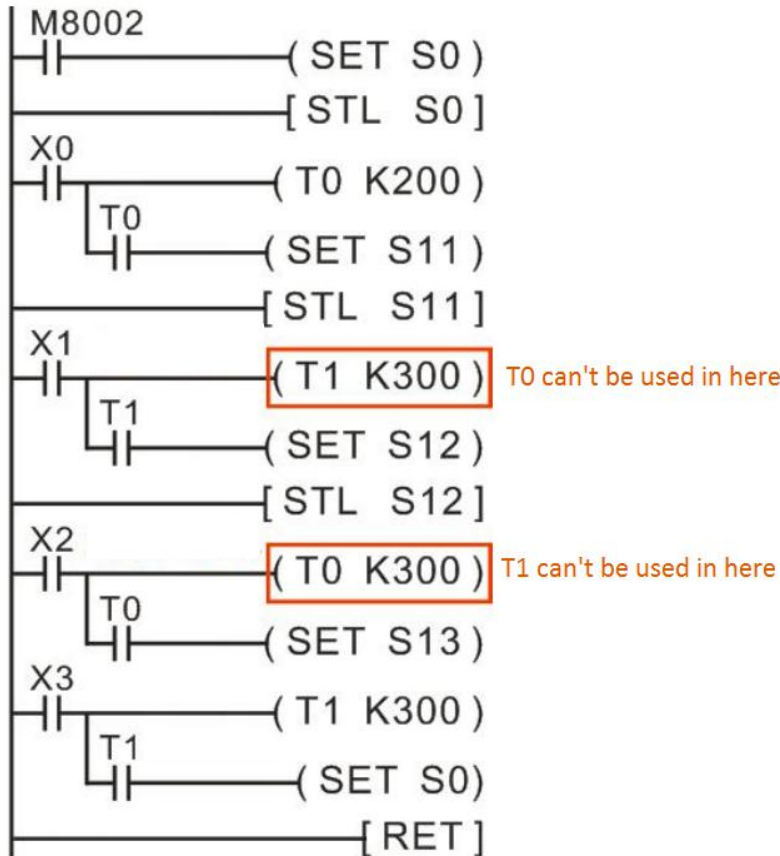 M8002
( SET S0 )
[ STL S0 ]
X0
( T0 K200 )
T0
( SET S11 )
[ STL S11 ]
X1
( T1 K300 ) T0 can't be used in here
T1
( SET S12 )
[ STL S12 ]
X2
( T0 K300 ) T1 can't be used in here
T0
( SET S13 )
X3
( T1 K300 )
T1
( SET S0)
[ RET ]